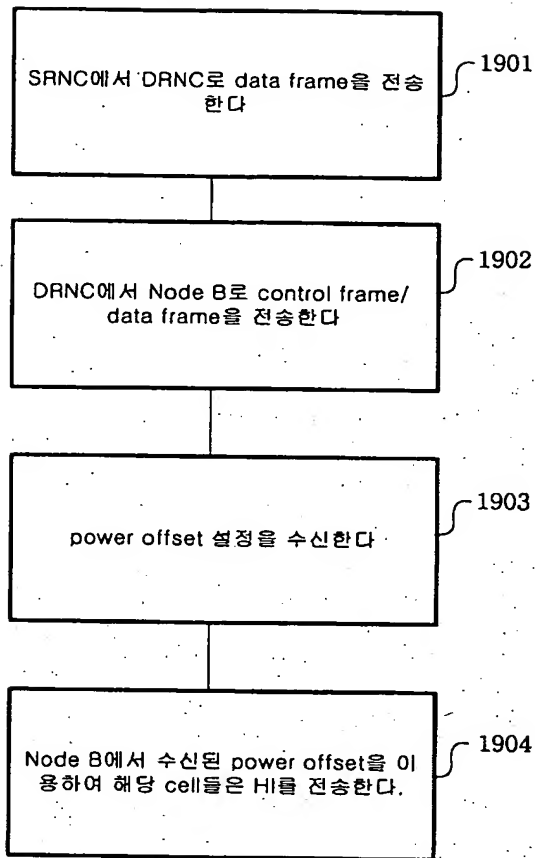 SRNC에서 DRNC로 data frame을 전송
한다
1901
DRNC에서 Node B로 control frame/
data frame을 전송한다
1902
power offset 설정을 수신한다
1903
Node B에서 수신된 power offset을 이
용하여 해당 cell들은 HI를 전송한다.
1904